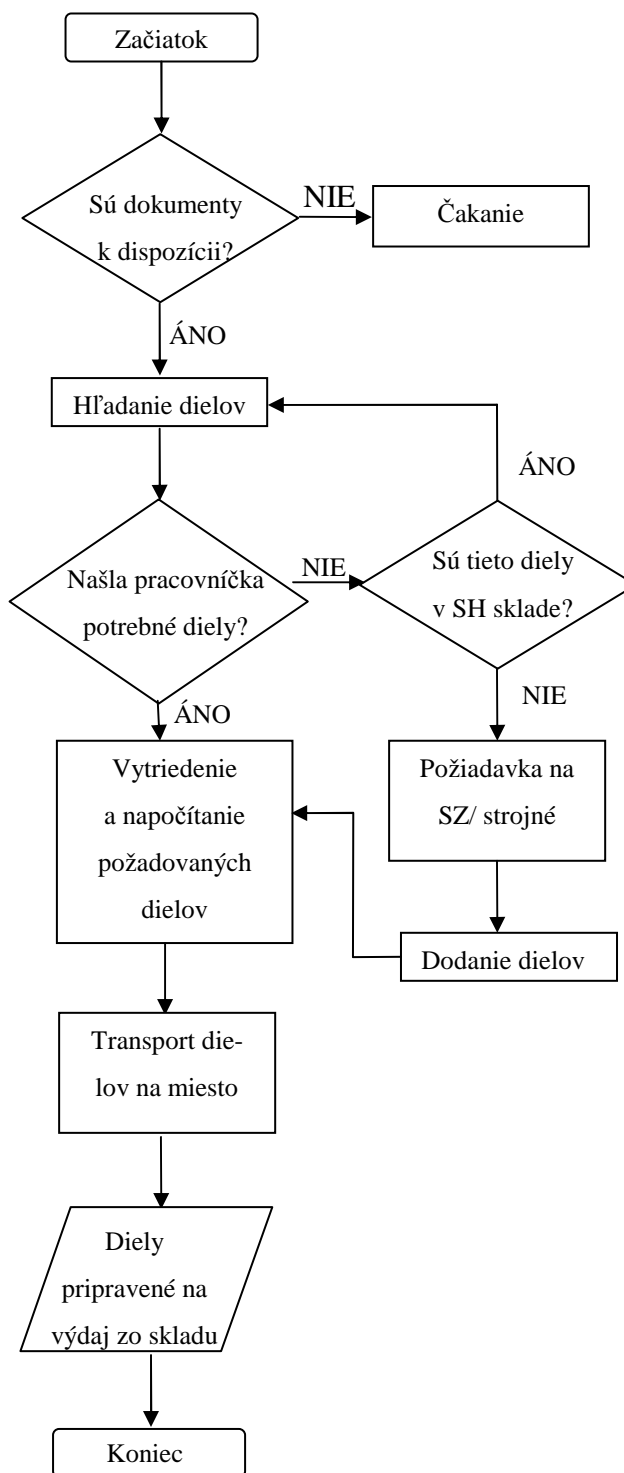 Začiatok
Sú dokumenty
k dispozícii?
NIE
Čakanie
ÁNO
Hľadanie dielov
ÁNO
Našla pracovníčka
potrebné diely?
NIE
Sú tieto diely
v SH sklade?
ÁNO
NIE
Vytriedenie
a napočítanie
požadovaných
dielov
Požiadavka na
SZ/ strojné
Dodanie dielov
Transport die-
lov na miesto
Diely
pripravené na
výdaj zo skladu
Koniec